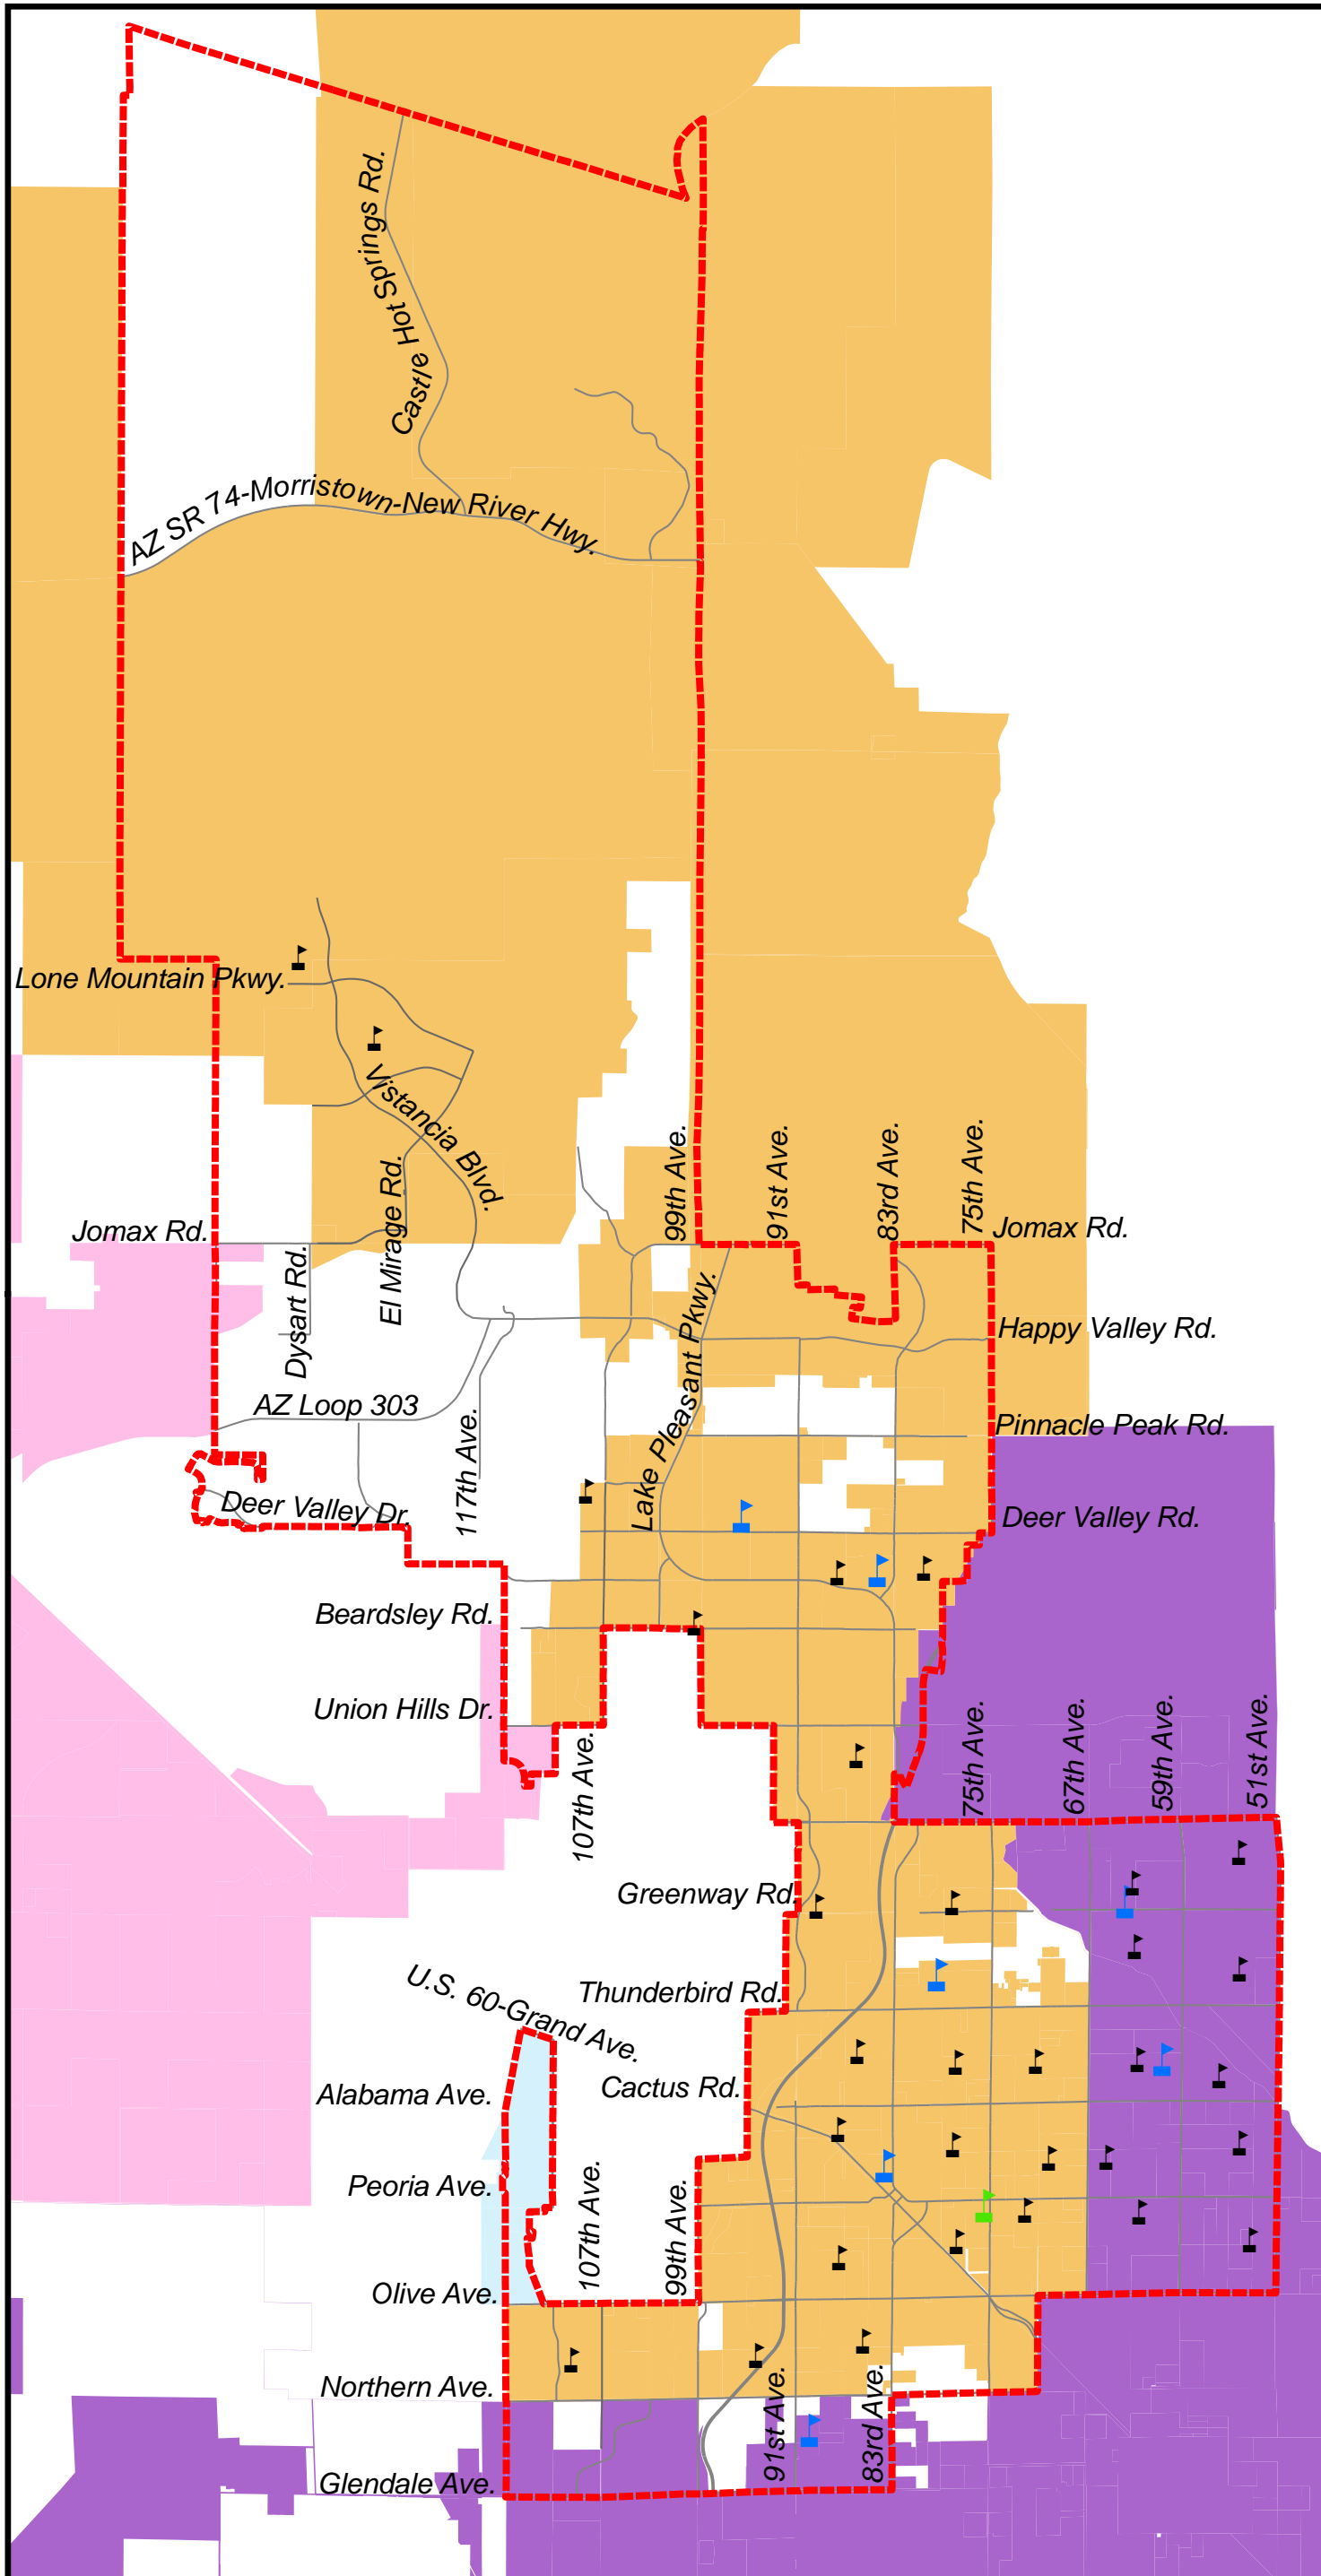 Castle Hot Springs Rd.
AZ SR 74-Morristown-New River Hwy.
Lone Mountain Pkwy.
Vistancia Blvd.
El Mirage Rd.
99th Ave.
91st Ave.
83rd Ave.
75th Ave.
Jomax Rd.
Jomax Rd.
Dysart Rd.
Lake Pleasant Pkwy.
Happy Valley Rd.
AZ Loop 303
117th Ave.
Pinnacle Peak Rd.
Deer Valley Dr.
Deer Valley Rd.
Beardsley Rd.
Union Hills Dr.
107th Ave.
75th Ave.
67th Ave.
59th Ave.
51st Ave.
Greenway Rd.
U.S. 60-Grand Ave.
Thunderbird Rd.
Alabama Ave.
Cactus Rd.
Peoria Ave.
107th Ave.
99th Ave.
Olive Ave.
Northern Ave.
91st Ave.
83rd Ave.
Glendale Ave.